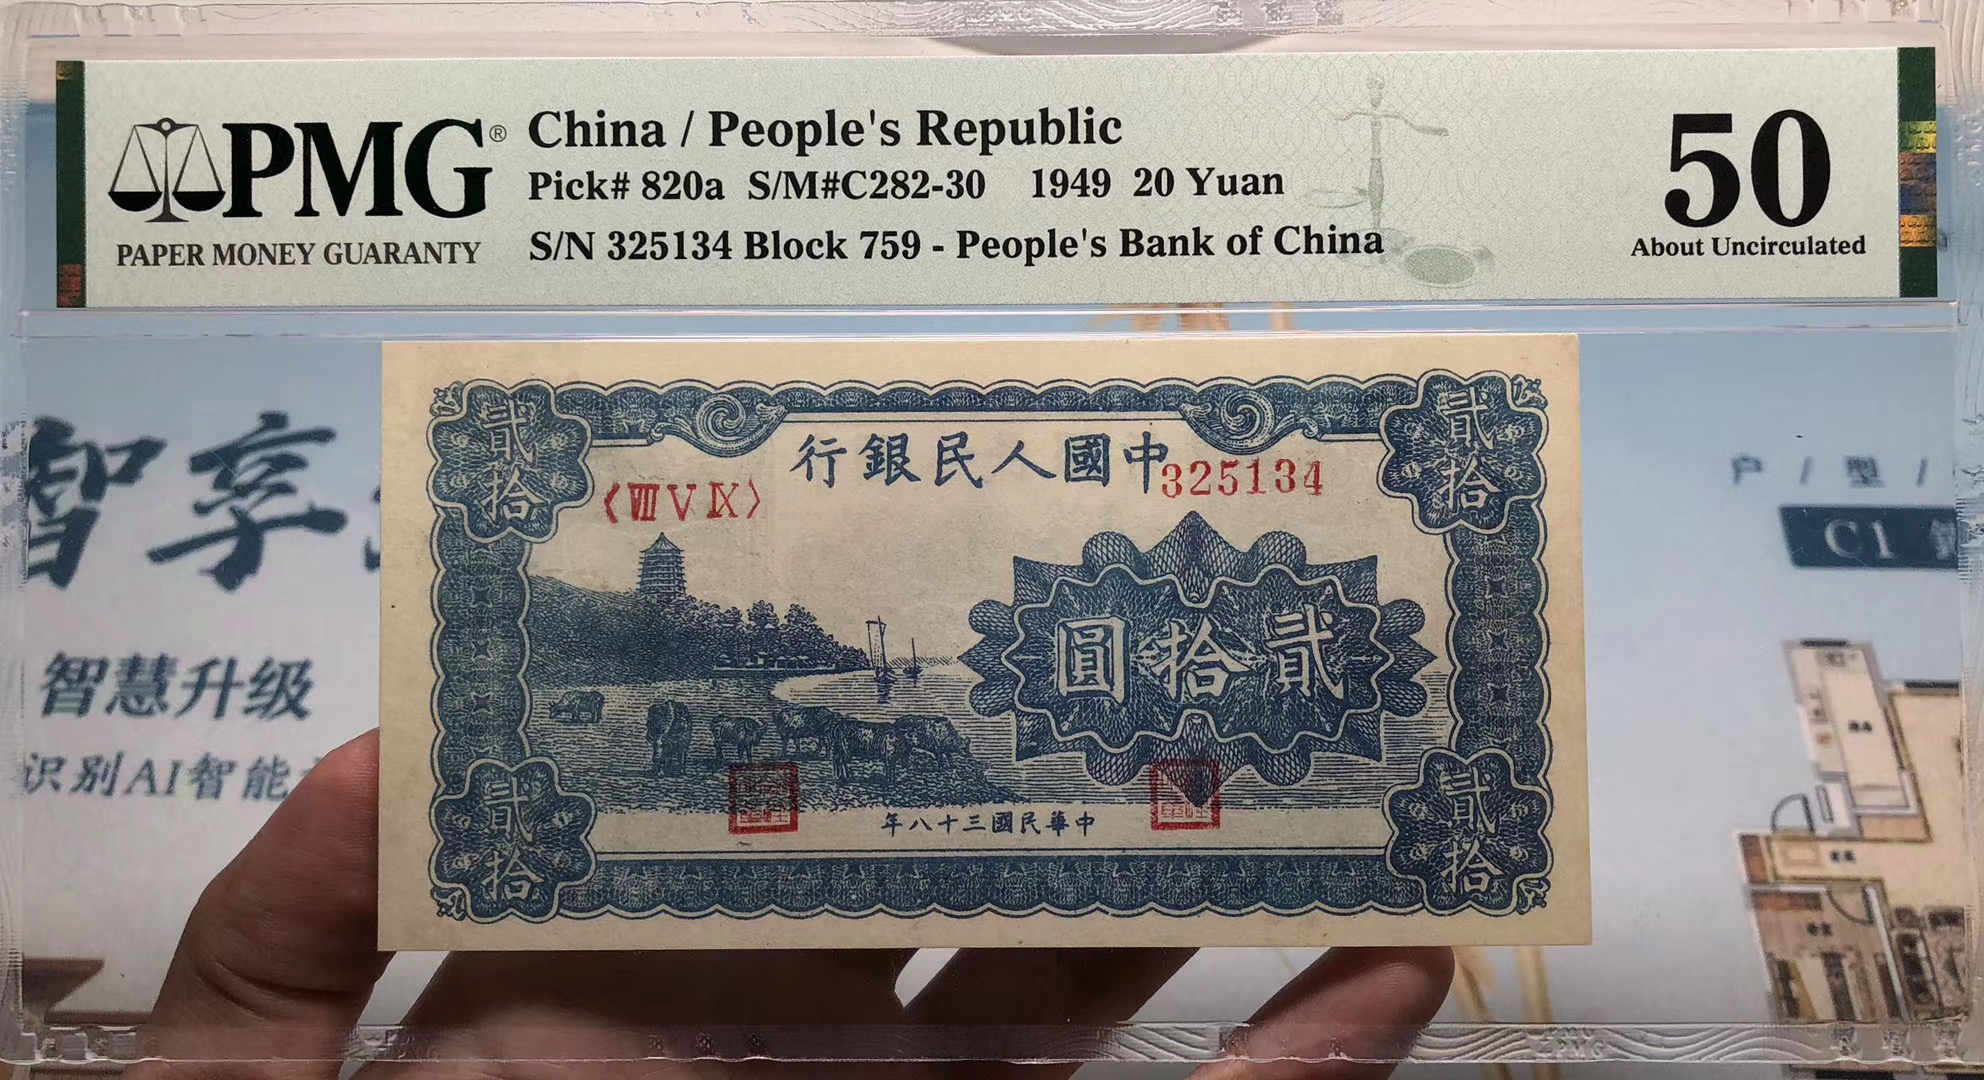 PMG®
PAPER MONEY GUARANTY
China / People's Republic
Pick# 820a S/M#C282-30 1949 20 Yuan
S/N 325134 Block 759 - People's Bank of China
50
About Uncirculated
貳拾
貳拾
行銀民人國中
〈Ⅷ Ⅴ Ⅸ〉
325134
圓拾貳
年八十三國民華中
貳拾
貳拾
智享
智慧升级
识别AI智能
户 / 型 /
C1
PMG